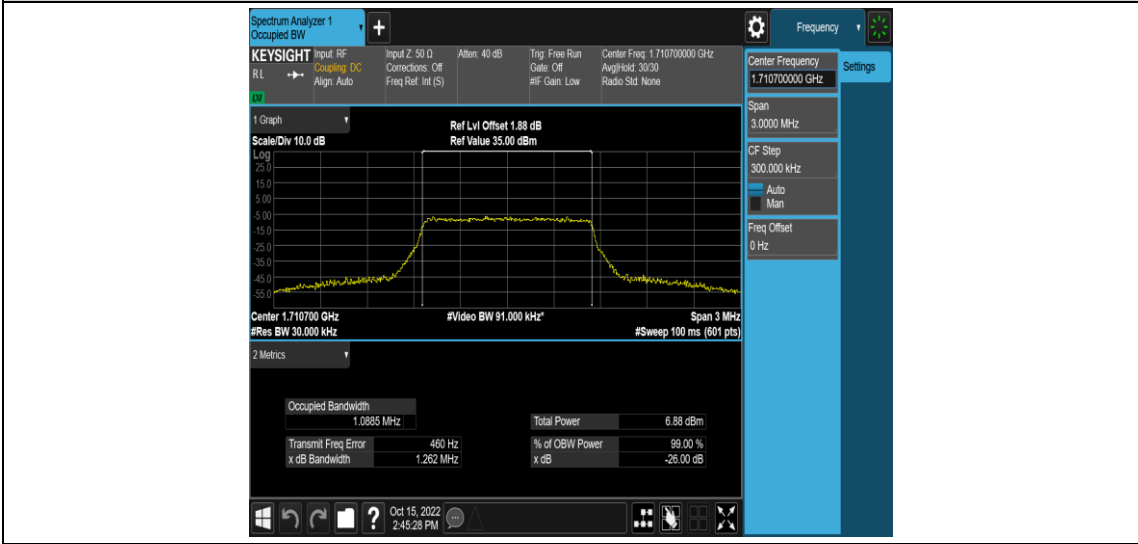 Spectrum Analyzer 1
Occupied BW
Frequency
KEYSIGHT
RL
Input: RF
Coupling: DC
Align: Auto
Input Z: 50 Ω
Corrections: Off
Freq Ref: Int (S)
Atten: 40 dB
Trig: Free Run
Gate: Off
#IF Gain: Low
Center Freq: 1.710700000 GHz
Avg|Hold: 30/30
Radio Std: None
Center Frequency
1.710700000 GHz
Settings
Span
3.0000 MHz
CF Step
300.000 kHz
Auto
Man
Freq Offset
0 Hz
1 Graph
Scale/Div 10.0 dB
Ref Lvl Offset 1.88 dB
Ref Value 35.00 dBm
Log
25.0
15.0
5.00
-5.00
-15.0
-25.0
-35.0
-45.0
-55.0
Center 1.710700 GHz
#Video BW 91.000 kHz*
Span 3 MHz
#Res BW 30.000 kHz
#Sweep 100 ms (601 pts)
2 Metrics
Occupied Bandwidth
1.0885 MHz
Total Power 6.88 dBm
Transmit Freq Error 460 Hz
% of OBW Power 99.00 %
x dB Bandwidth 1.262 MHz
x dB -26.00 dB
?
Oct 15, 2022
2:45:28 PM